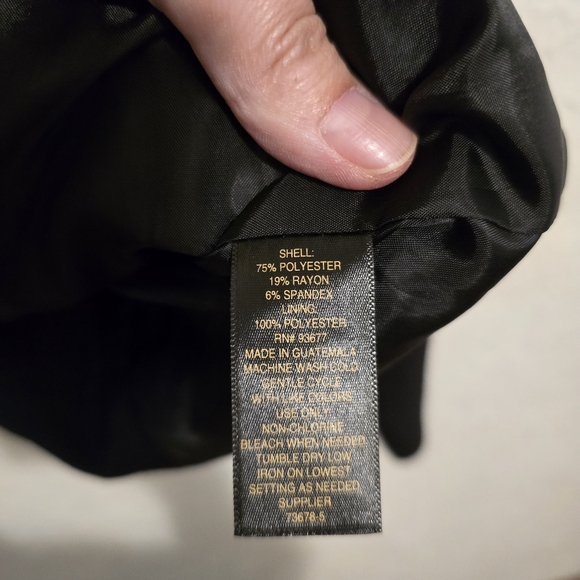 SHELL:
75% POLYESTER
19% RAYON
6% SPANDEX
LINING:
100% POLYESTER
RN# 93677
MADE IN GUATEMALA
MACHINE WASH COLD
GENTLE CYCLE
WITH LIKE COLORS
USE ONLY
NON-CHLORINE
BLEACH WHEN NEEDED
TUMBLE DRY LOW
IRON ON LOWEST
SETTING AS NEEDED
SUPPLIER
73678-5